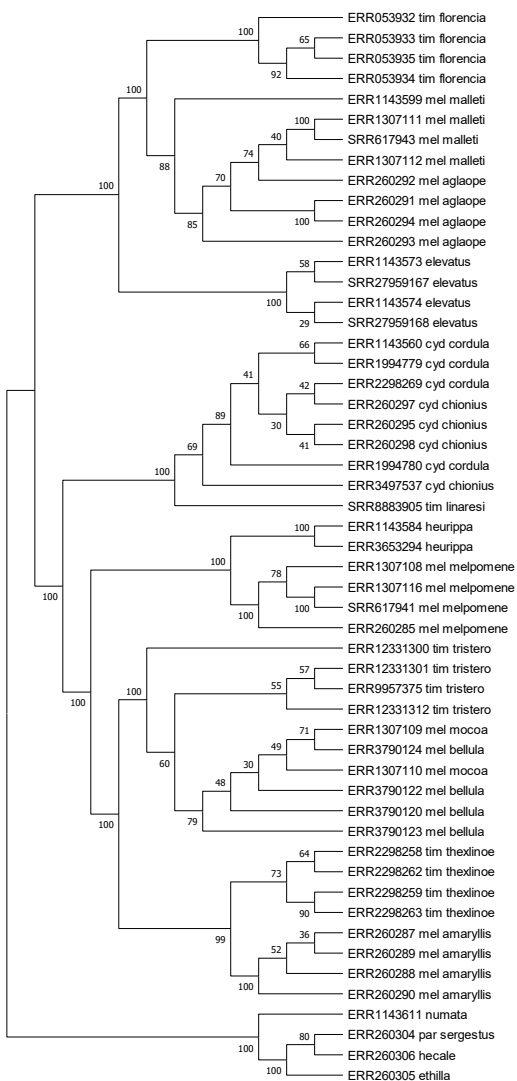 100
ERR053932 tim florencia
65
ERR053933 tim florencia
ERR053935 tim florencia
92
ERR053934 tim florencia
100
ERR1143599 mel malleti
100
ERR1307111 mel malleti
40
SRR617943 mel malleti
74
ERR1307112 mel malleti
88
70
ERR260292 mel aglaope
100
ERR260291 mel aglaope
100
ERR260294 mel aglaope
85
ERR260293 mel aglaope
58
ERR1143573 elevatus
SRR27959167 elevatus
100
ERR1143574 elevatus
29
SRR27959168 elevatus
66
ERR1143560 cyd cordula
ERR1994779 cyd cordula
41
42
ERR2298269 cyd cordula
ERR260297 cyd chionius
89
30
ERR260295 cyd chionius
41
ERR260298 cyd chionius
69
ERR1994780 cyd cordula
100
ERR3497537 cyd chionius
SRR8883905 tim linaresi
100
ERR1143584 heurippa
ERR3653294 heurippa
100
78
ERR1307108 mel melpomene
100
ERR1307116 mel melpomene
100
SRR617941 mel melpomene
100
ERR260285 mel melpomene
ERR12331300 tim tristero
57
ERR12331301 tim tristero
100
55
ERR9957375 tim tristero
100
ERR12331312 tim tristero
71
ERR1307109 mel mocoa
49
ERR3790124 mel bellula
60
30
ERR1307110 mel mocoa
48
ERR3790122 mel bellula
ERR3790120 mel bellula
100
79
ERR3790123 mel bellula
64
ERR2298258 tim thexlinoe
73
ERR2298262 tim thexlinoe
ERR2298259 tim thexlinoe
90
ERR2298263 tim thexlinoe
99
36
ERR260287 mel amaryllis
52
ERR260289 mel amaryllis
ERR260288 mel amaryllis
100
ERR260290 mel amaryllis
ERR1143611 numata
80
ERR260304 par sergestus
100
ERR260306 hecale
100
ERR260305 ethilla